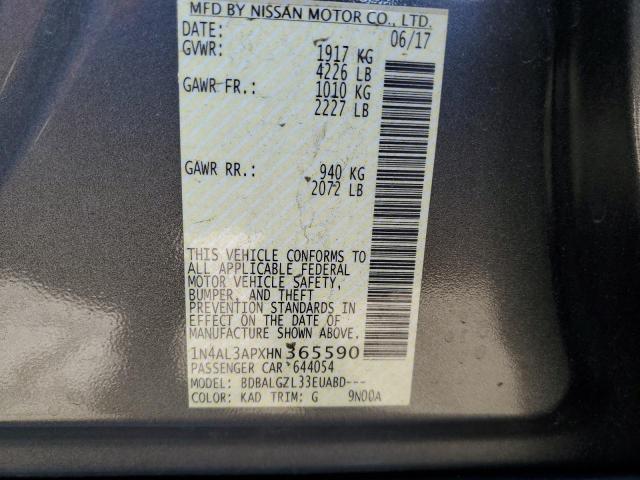 MFD BY NISSAN MOTOR CO., LTD.
DATE: 06/17
GVWR: 1917 KG
4226 LB
GAWR FR.: 1010 KG
2227 LB
GAWR RR.: 940 KG
2072 LB
THIS VEHICLE CONFORMS TO
ALL APPLICABLE FEDERAL
MOTOR VEHICLE SAFETY,
BUMPER, AND THEFT
PREVENTION STANDARDS IN
EFFECT ON THE DATE OF
MANUFACTURE SHOWN ABOVE.
1N4AL3APXHN365590
PASSENGER CAR 644054
MODEL: BDBALGZL33EUABD---
COLOR: KAD TRIM: G 9N00A